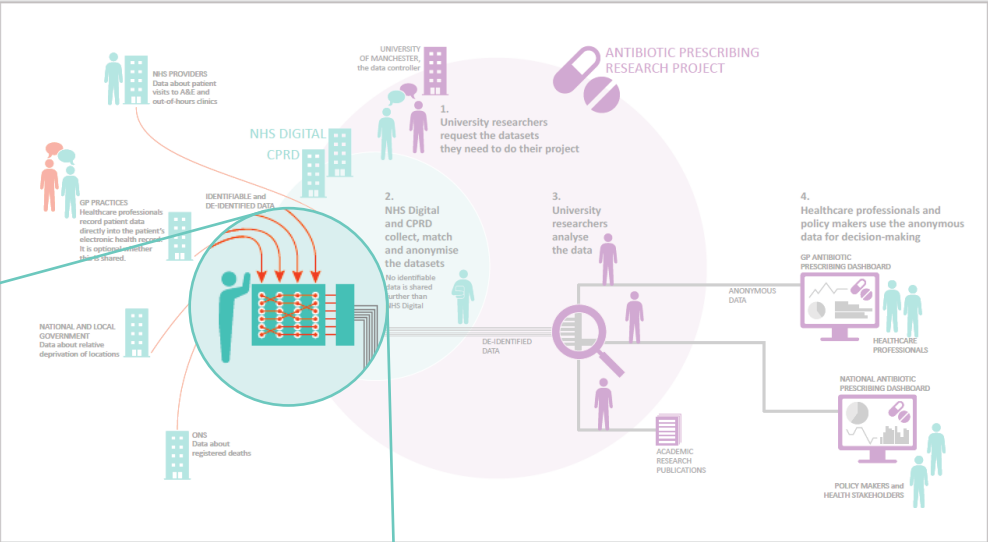 NHS PROVIDERS
Data about patient
visits to A&E and
out-of-hours clinics
GP PRACTICES
Healthcare professionals
record patient data
directly into the patient's
electronic health record.
It is optional whether
this is shared.
NATIONAL AND LOCAL
GOVERNMENT
Data about relative
deprivation of locations
ONS
Data about
registered deaths
NHS DIGITAL
CPRD
IDENTIFIABLE and
DE-IDENTIFIED DATA
UNIVERSITY
OF MANCHESTER,
the data controller
ANTIBIOTIC PRESCRIBING
RESEARCH PROJECT
1.
University researchers
request the datasets
they need to do their project
2.
NHS Digital
and CPRD
collect, match
and anonymise
the datasets
No identifiable
data is shared
further than
NHS Digital
DE-IDENTIFIED
DATA
3.
University
researchers
analyse
the data
ACADEMIC
RESEARCH
PUBLICATIONS
ANONYMOUS
DATA
4.
Healthcare professionals and
policy makers use the anonymous
data for decision-making
GP ANTIBIOTIC
PRESCRIBING DASHBOARD
HEALTHCARE
PROFESSIONALS
NATIONAL ANTIBIOTIC
PRESCRIBING DASHBOARD
POLICY MAKERS and
HEALTH STAKEHOLDERS